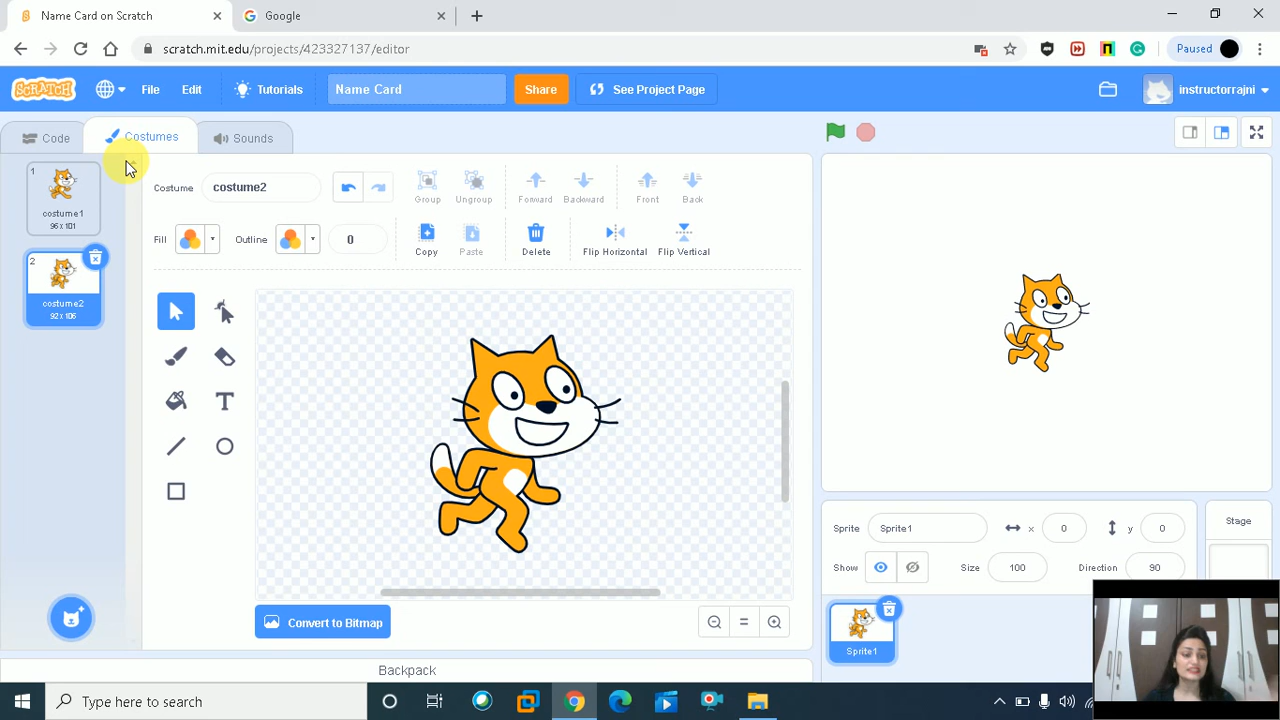 Name Card on Scratch
Google
scratch.mit.edu/projects/423327137/editor
Paused
SCRATCH
File
Edit
Tutorials
Name Card
Share
See Project Page
instructorrajni
Code
Costumes
Sounds
1
costume1
96 x 101
2
costume2
92 x 106
Costume
costume2
Group
Ungroup
Forward
Backward
Front
Back
Fill
Outline
0
Copy
Paste
Delete
Flip Horizontal
Flip Vertical
T
Convert to Bitmap
Backpack
Sprite
Sprite1
x
0
y
0
Show
Size
100
Direction
90
Stage
Sprite1
Type here to search